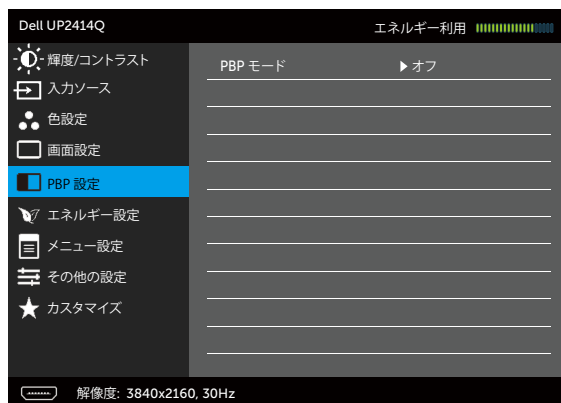 Dell UP2414Q
エネルギー利用
輝度/コントラスト
入力ソース
色設定
画面設定
PBP 設定
エネルギー設定
メニュー設定
その他の設定
カスタマイズ
PBP モード
オフ
解像度: 3840x2160, 30Hz